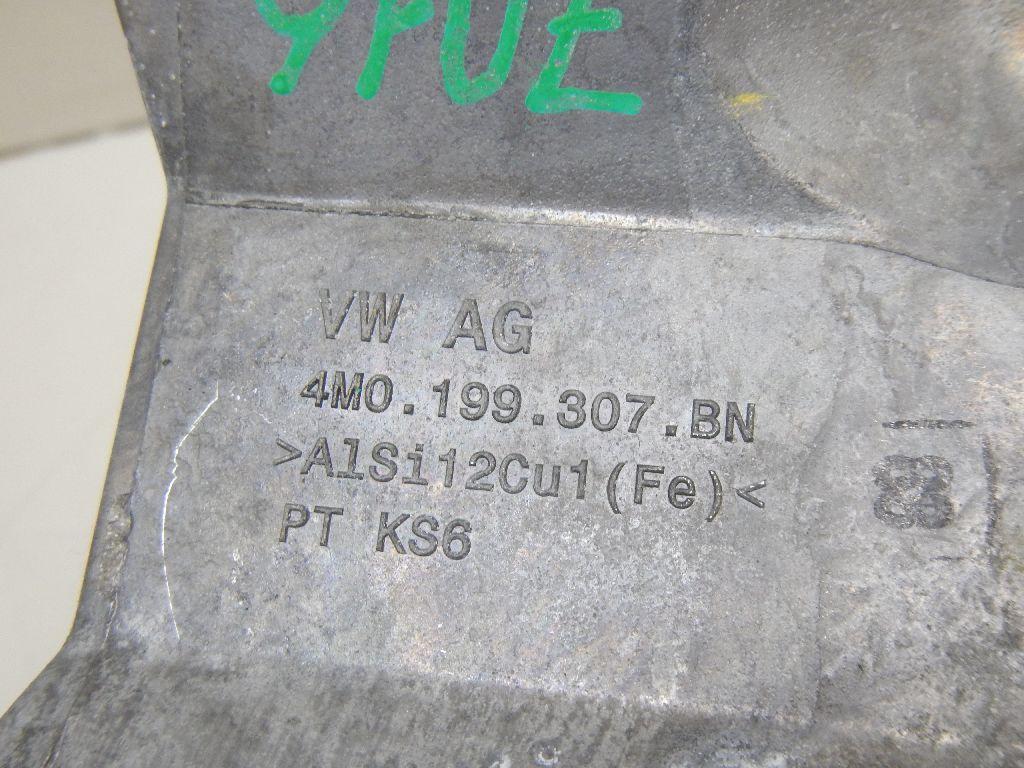 VW AG
4M0.199.307.BN
>AlSi12Cu1(Fe)<
PT KS6